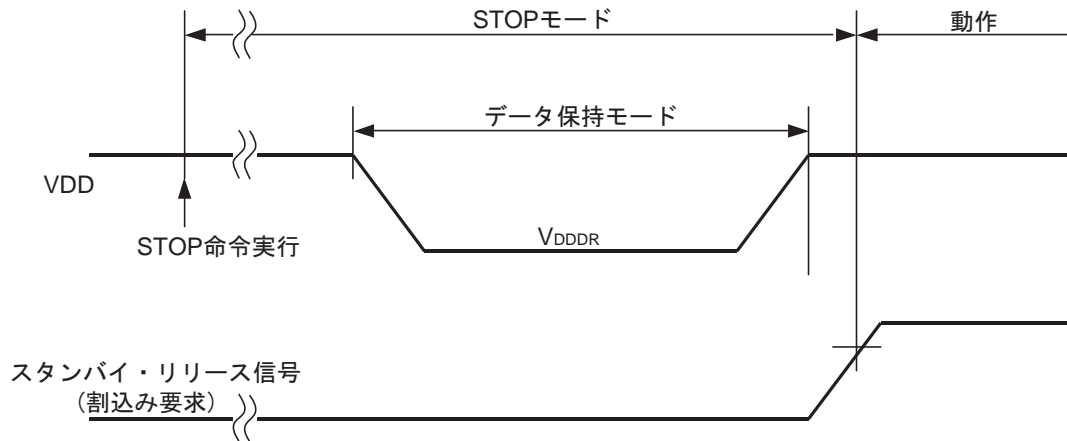 STOPモード
動作
データ保持モード
VDD
VDDDR
STOP命令実行
スタンバイ・リリース信号
（割込み要求）